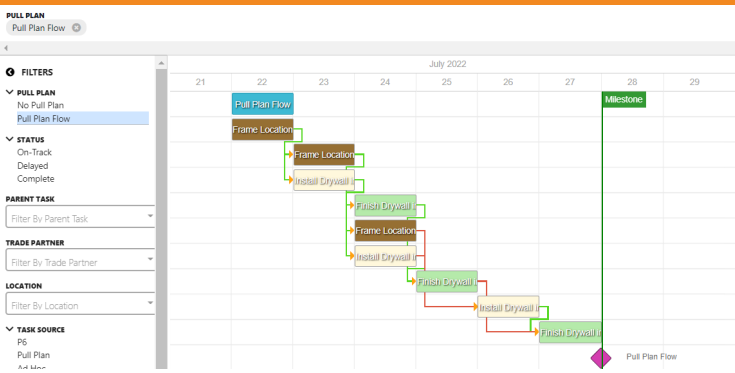 PULL PLAN
Pull Plan Flow
FILTERS
PULL PLAN
No Pull Plan
Pull Plan Flow
STATUS
On-Track
Delayed
Complete
PARENT TASK
Filter By Parent Task
TRADE PARTNER
Filter By Trade Partner
LOCATION
Filter By Location
TASK SOURCE
P6
Pull Plan
Ad Hoc
July 2022
21 22 23 24 25 26 27 28 29
Pull Plan Flow
Milestone
Frame Location
Frame Location
Install Drywall i
Finish Drywall i
Frame Location
Install Drywall i
Finish Drywall i
Install Drywall i
Finish Drywall i
Pull Plan Flow